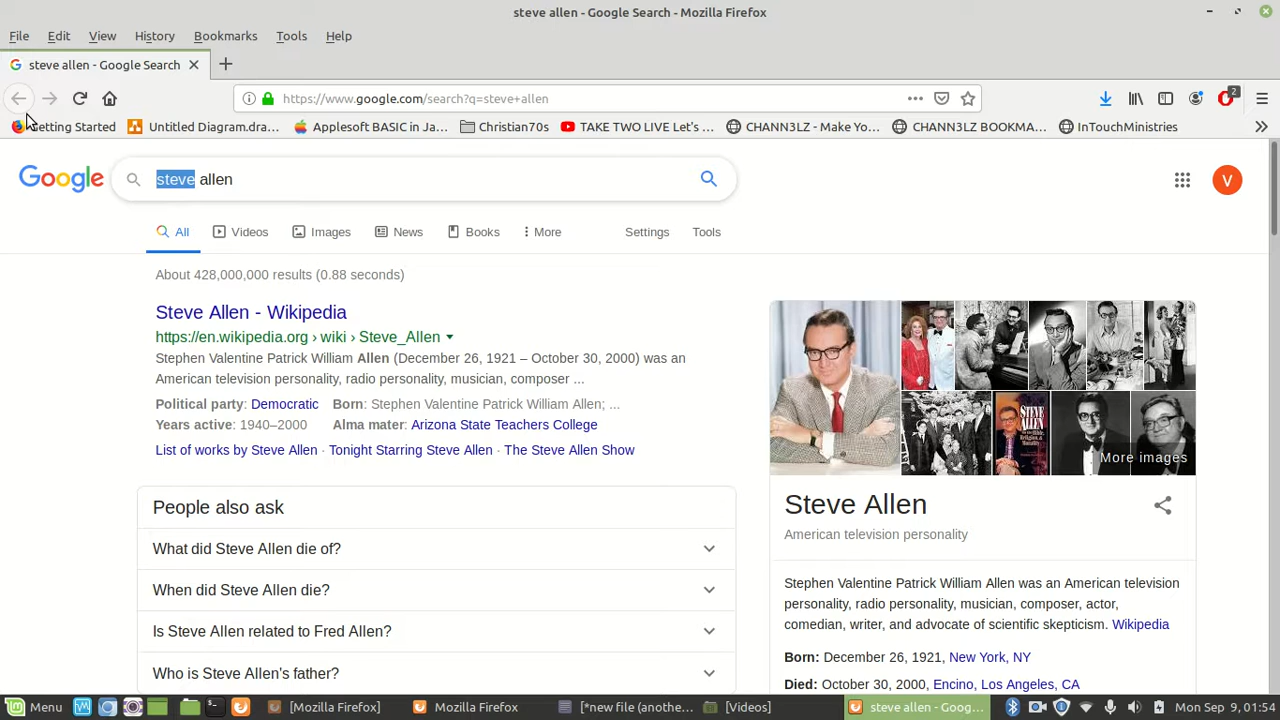 steve allen - Google Search - Mozilla Firefox
File Edit View History Bookmarks Tools Help
steve allen - Google Search
https://www.google.com/search?q=steve+allen
2
Getting Started Untitled Diagram.dra... Applesoft BASIC in Ja... Christian70s TAKE TWO LIVE Let's ... CHANN3LZ - Make Yo... CHANN3LZ BOOKMA... InTouchMinistries
Google steve allen V
All Videos Images News Books More Settings Tools
About 428,000,000 results (0.88 seconds)
Steve Allen - Wikipedia
https://en.wikipedia.org › wiki › Steve_Allen
Stephen Valentine Patrick William Allen (December 26, 1921 – October 30, 2000) was an
American television personality, radio personality, musician, composer ...
Political party: Democratic Born: Stephen Valentine Patrick William Allen; ...
Years active: 1940–2000 Alma mater: Arizona State Teachers College
List of works by Steve Allen · Tonight Starring Steve Allen · The Steve Allen Show
People also ask
What did Steve Allen die of?
When did Steve Allen die?
Is Steve Allen related to Fred Allen?
Who is Steve Allen's father?
STEVE
ALLEN
More images
Steve Allen
American television personality
Stephen Valentine Patrick William Allen was an American television
personality, radio personality, musician, composer, actor,
comedian, writer, and advocate of scientific skepticism. Wikipedia
Born: December 26, 1921, New York, NY
Died: October 30, 2000, Encino, Los Angeles, CA
Menu [Mozilla Firefox] Mozilla Firefox [*new file (anothe... [Videos] steve allen - Goog... Mon Sep 9, 01:54